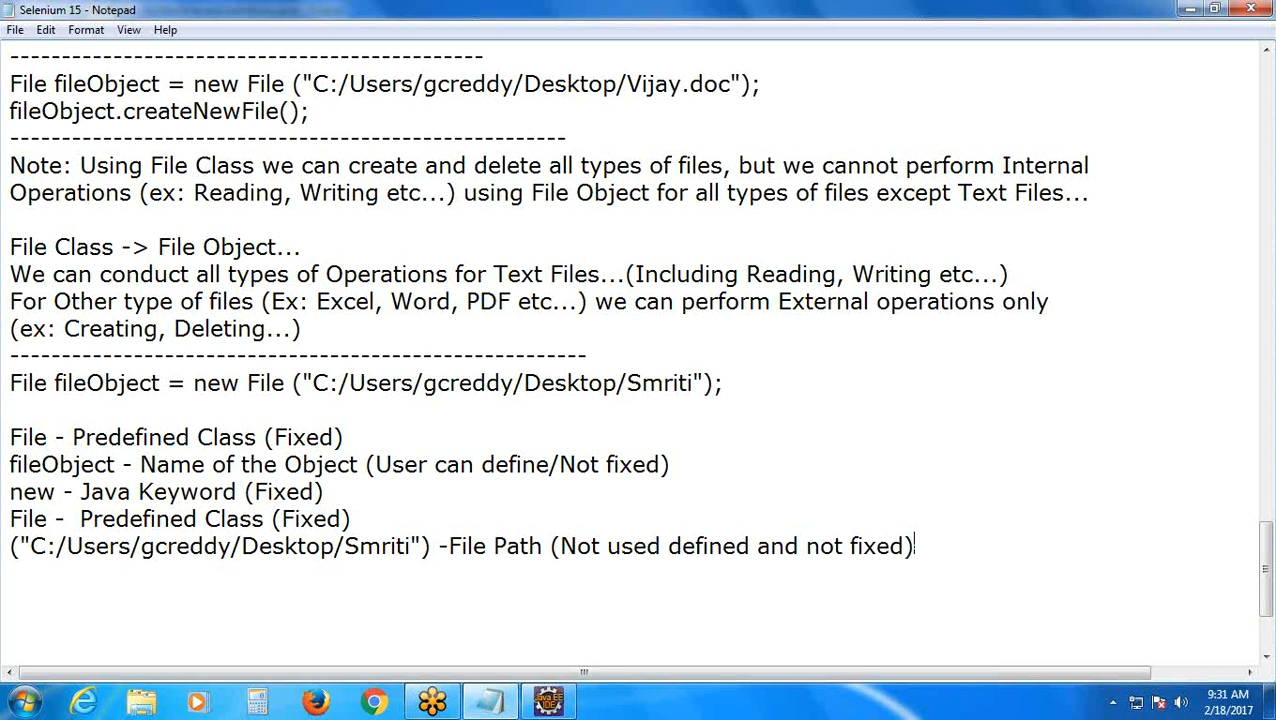 Selenium 15 - Notepad
File Edit Format View Help
----------------------------------------------
File fileObject = new File ("C:/Users/gcreddy/Desktop/Vijay.doc");
fileObject.createNewFile();
------------------------------------------------------
Note: Using File Class we can create and delete all types of files, but we cannot perform Internal
Operations (ex: Reading, Writing etc...) using File Object for all types of files except Text Files...
File Class -> File Object...
We can conduct all types of Operations for Text Files...(Including Reading, Writing etc...)
For Other type of files (Ex: Excel, Word, PDF etc...) we can perform External operations only
(ex: Creating, Deleting...)
--------------------------------------------------------
File fileObject = new File ("C:/Users/gcreddy/Desktop/Smriti");
File - Predefined Class (Fixed)
fileObject - Name of the Object (User can define/Not fixed)
new - Java Keyword (Fixed)
File -  Predefined Class (Fixed)
("C:/Users/gcreddy/Desktop/Smriti") -File Path (Not used defined and not fixed)
Java EE
IDE
9:31 AM
2/18/2017